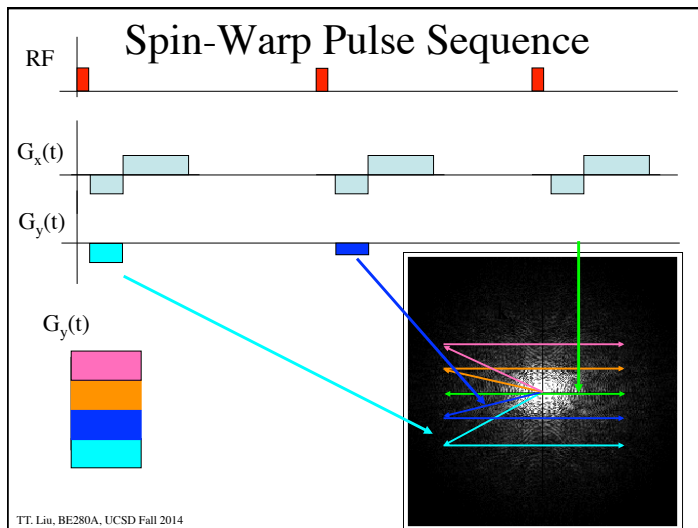 Spin-Warp Pulse Sequence
RF
Gx(t)
Gy(t)
Gy(t)
TT. Liu, BE280A, UCSD Fall 2014